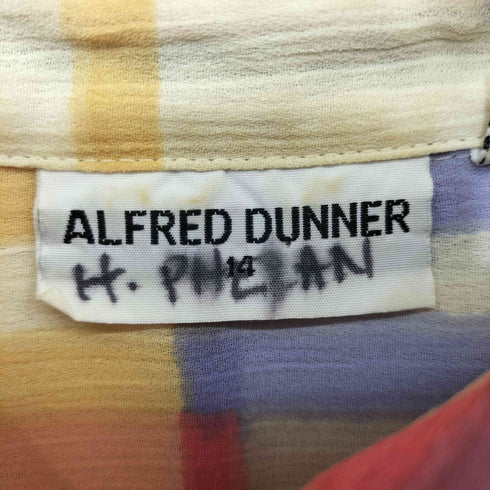 ALFRED DUNNER
14
H. PHELAN